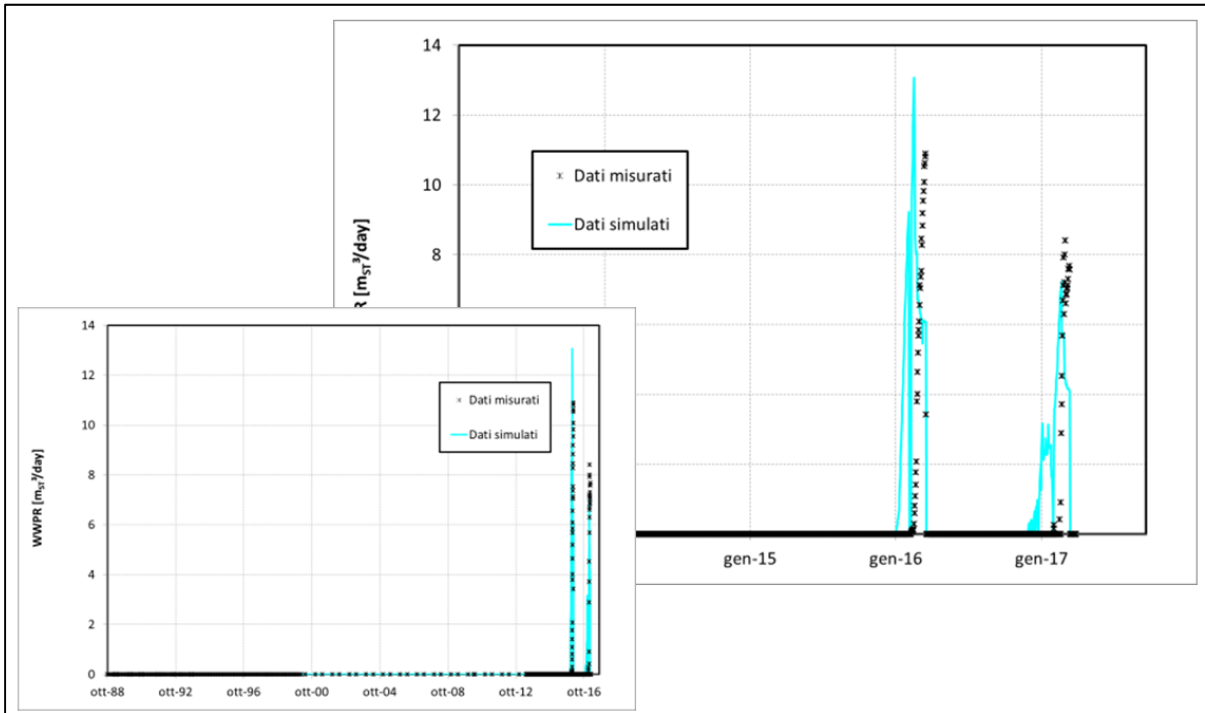 14
12
10
8
R [m_ST³/day]
Dati misurati
Dati simulati
gen-15
gen-16
gen-17
14
12
10
8
6
4
2
0
WWPR [m_ST³/day]
Dati misurati
Dati simulati
ott-88
ott-92
ott-96
ott-00
ott-04
ott-08
ott-12
ott-16